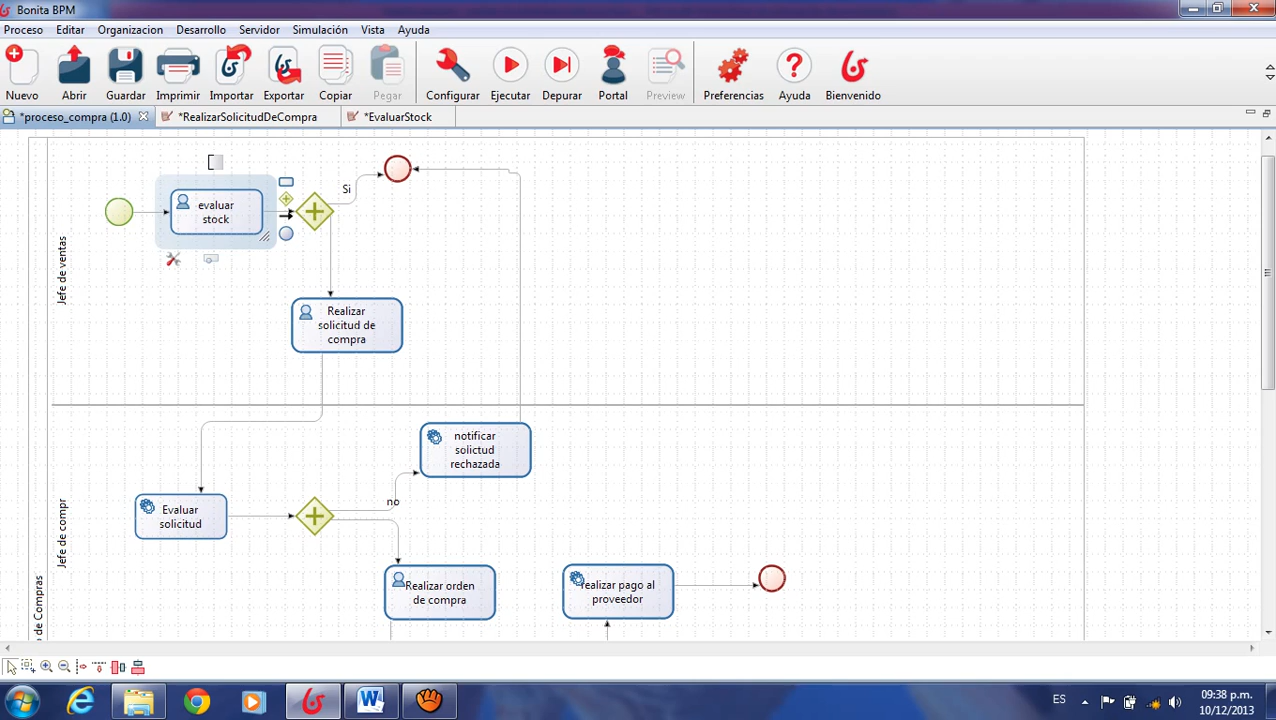 Bonita BPM
Proceso Editar Organizacion Desarrollo Servidor Simulación Vista Ayuda
Nuevo Abrir Guardar Imprimir Importar Exportar Copiar Pegar Configurar Ejecutar Depurar Portal Preview Preferencias Ayuda Bienvenido
*proceso_compra (1.0) *RealizarSolicitudDeCompra *EvaluarStock
Jefe de ventas
evaluar
stock
Si
Realizar
solicitud de
compra
o de Compras
Jefe de compr
notificar
solictud
rechazada
no
Evaluar
solicitud
Realizar orden
de compra
realizar pago al
proveedor
ES
09:38 p.m.
10/12/2013